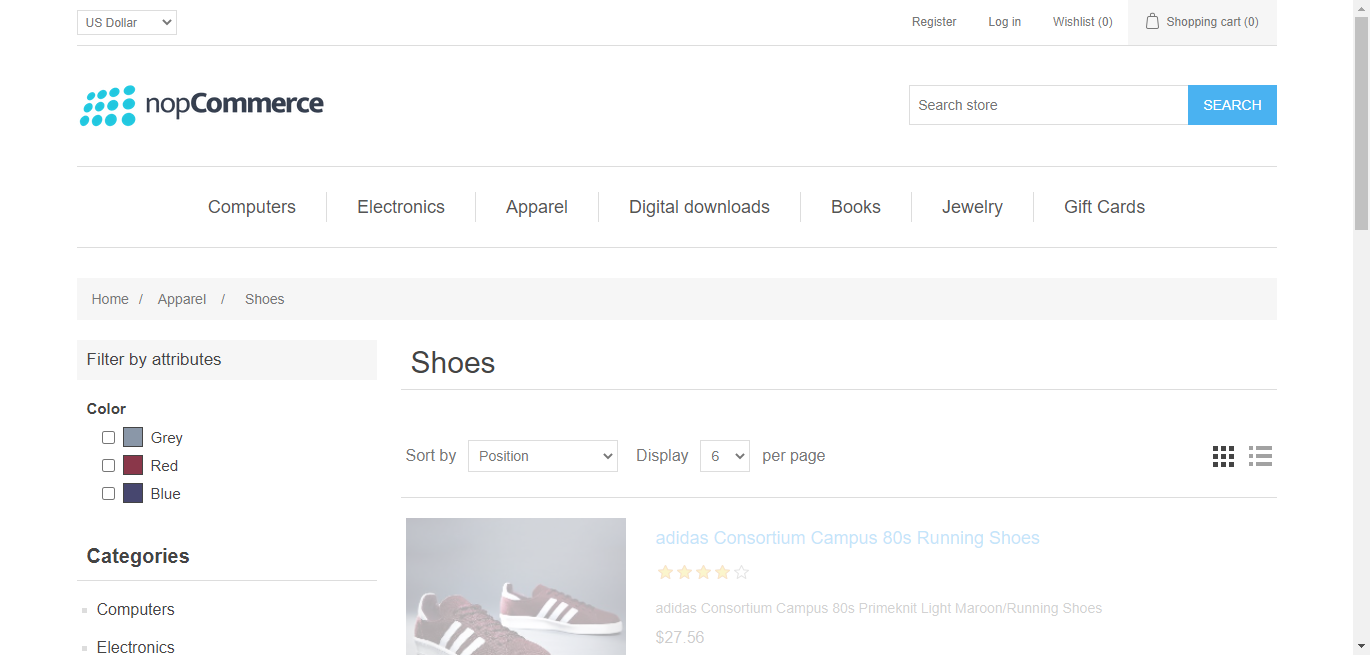 US Dollar
Register
Log in
Wishlist (0)
Shopping cart (0)
nopCommerce
Search store
SEARCH
Computers
Electronics
Apparel
Digital downloads
Books
Jewelry
Gift Cards
Home / Apparel / Shoes
Filter by attributes
Color
Grey
Red
Blue
Categories
Computers
Electronics
Shoes
Sort by Position Display 6 per page
adidas Consortium Campus 80s Running Shoes
adidas Consortium Campus 80s Primeknit Light Maroon/Running Shoes
$27.56